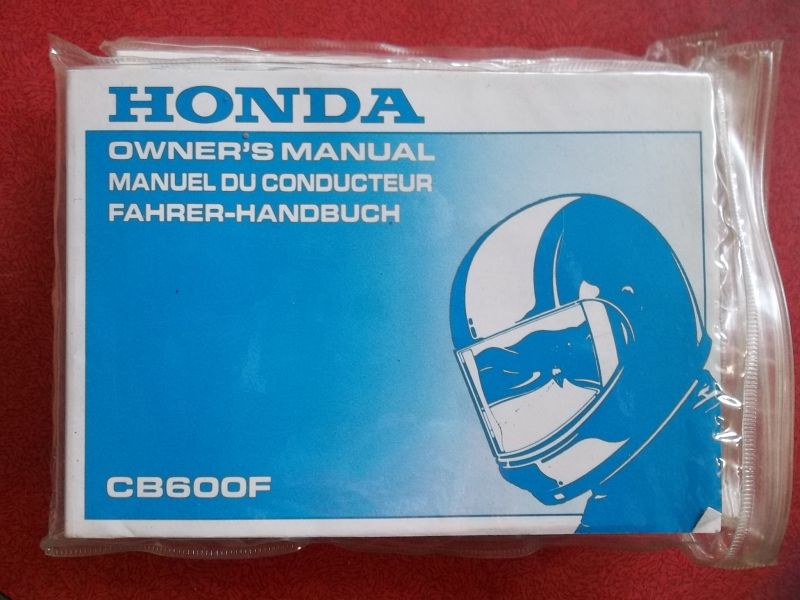 HONDA
OWNER'S MANUAL
MANUEL DU CONDUCTEUR
FAHRER-HANDBUCH
CB600F